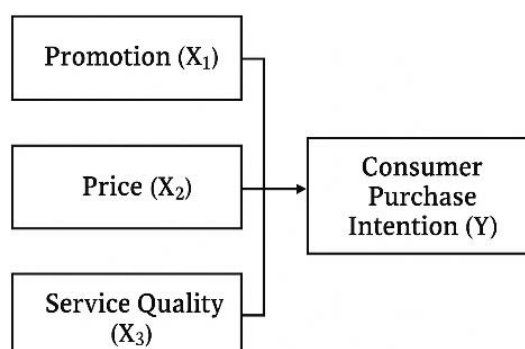 Promotion (X₁)
Price (X₂)
Consumer
Purchase
Intention (Y)
Service Quality
(X₃)